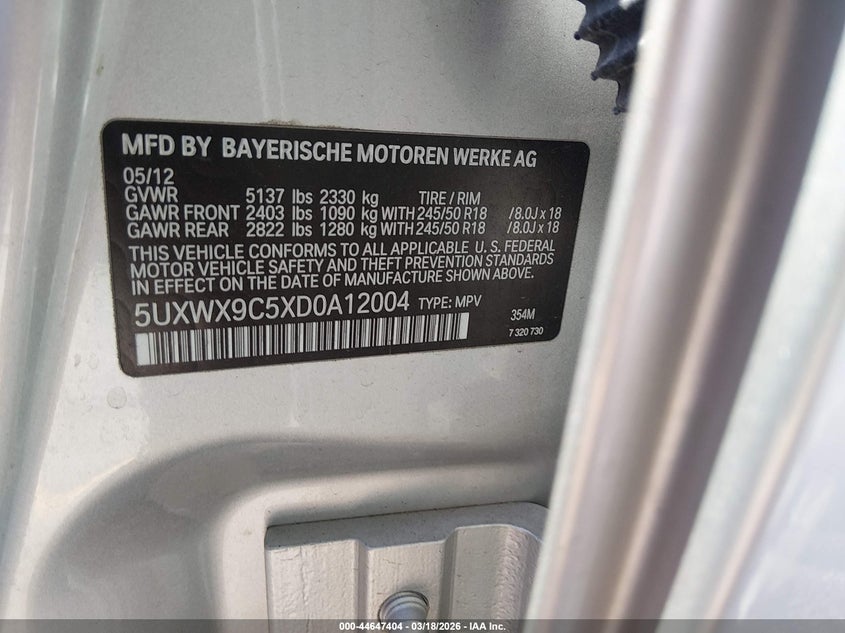 MFD BY BAYERISCHE MOTOREN WERKE AG
05/12
GVWR 5137 lbs 2330 kg TIRE / RIM
GAWR FRONT 2403 lbs 1090 kg WITH 245/50 R18 /8.0J x 18
GAWR REAR 2822 lbs 1280 kg WITH 245/50 R18 /8.0J x 18
THIS VEHICLE CONFORMS TO ALL APPLICABLE U. S. FEDERAL
MOTOR VEHICLE SAFETY AND THEFT PREVENTION STANDARDS
IN EFFECT ON THE DATE OF MANUFACTURE SHOWN ABOVE.
5UXWX9C5XD0A12004 TYPE: MPV 354M
7 320 730
000-44647404 - 03/18/2026 - IAA Inc.